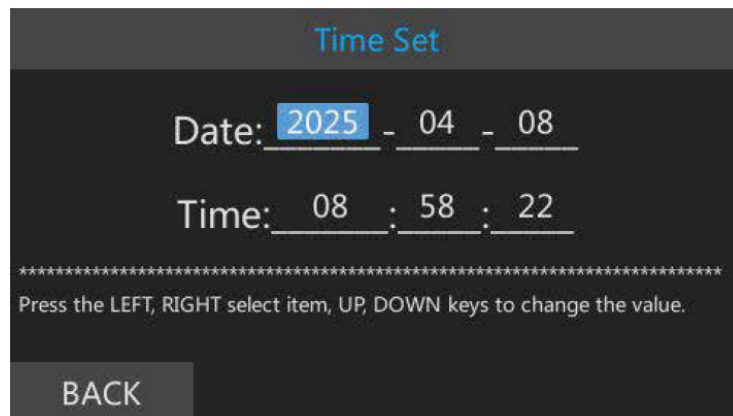 Time Set
Date: 2025 - 04 - 08
Time: 08 : 58 : 22
******************************************************************************
Press the LEFT, RIGHT select item, UP, DOWN keys to change the value.
BACK